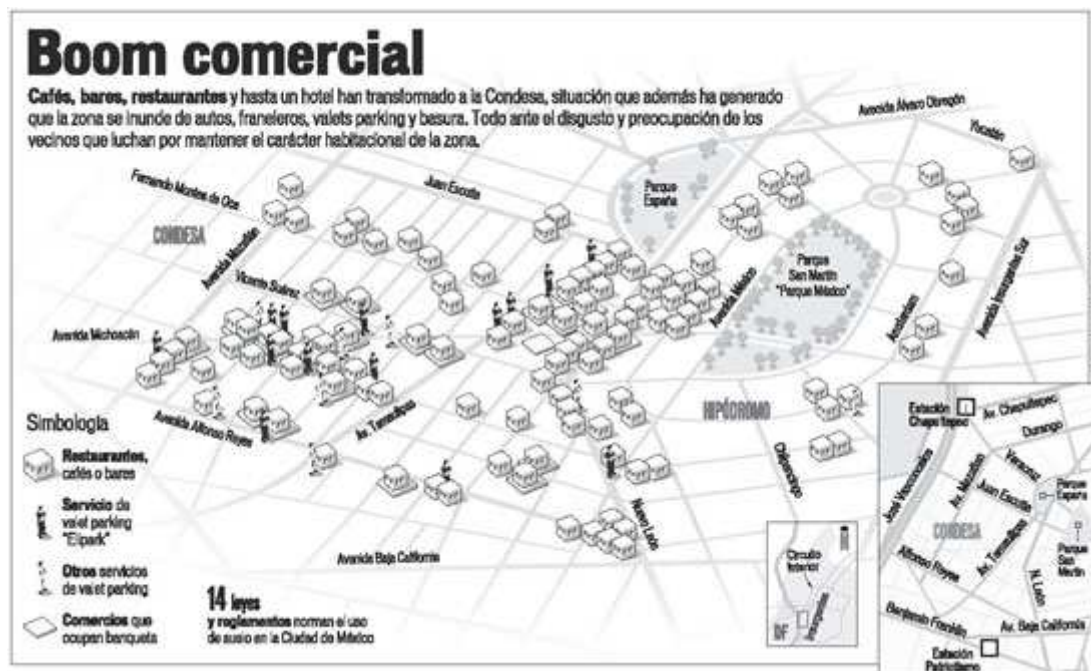 Boom comercial
Cafés, bares, restaurantes y hasta un hotel han transformado a la Condesa, situación que además ha generado
que la zona se inunde de autos, franeleros, valets parking y basura. Todo ante el disgusto y preocupación de los
vecinos que luchan por mantener el carácter habitacional de la zona.
Avenida Álvaro Obregón
Yucatán
Fernando Montes de Oca
Juan Escutia
Parque
España
CONDESA
Avenida Mazatlán
Vicente Suárez
Parque
San Martín
"Parque México"
Avenida México
Avenida Insurgentes Sur
Avenida Michoacán
HIPÓDROMO
Avenida Alfonso Reyes
Av. Tamaulipas
Chilpancingo
Nuevo León
Avenida Baja California
Simbología
Restaurantes,
cafés o bares
Servicio de
valet parking
"Elipark"
Otros servicios
de valet parking
Comercios que
ocupan banqueta
14 leyes
y reglamentos norman el uso
de suelo en la Ciudad de México
Circuito
Interior
Insurgentes
DF
Estación
Chapultepec
Av. Chapultepec
Durango
Veracruz
José Vasconcelos
Av. Mazatlán
Juan Escutia
Parque
España
CONDESA
Alfonso Reyes
Av. Tamaulipas
Parque
San
Martín
N. León
Benjamín Franklin
Av. Baja California
Estación
Patriotismo